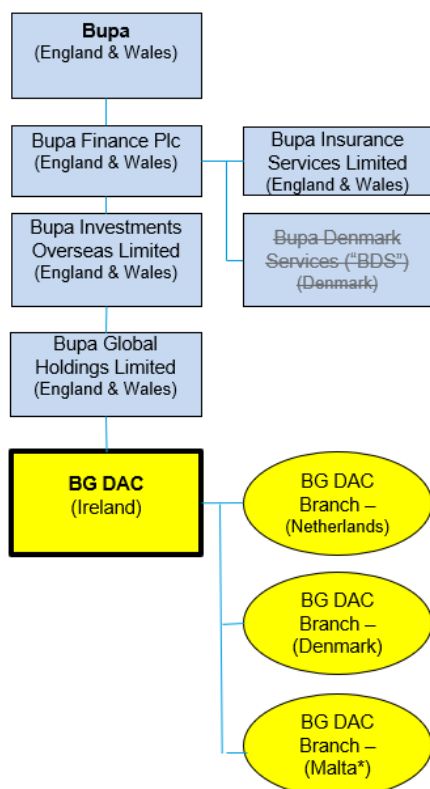 Bupa
(England & Wales)
Bupa Finance Plc
(England & Wales)
Bupa Insurance
Services Limited
(England & Wales)
Bupa Investments
Overseas Limited
(England & Wales)
Bupa Denmark
Services ("BDS")
(Denmark)
Bupa Global
Holdings Limited
(England & Wales)
BG DAC
(Ireland)
BG DAC
Branch –
(Netherlands)
BG DAC
Branch –
(Denmark)
BG DAC
Branch –
(Malta*)